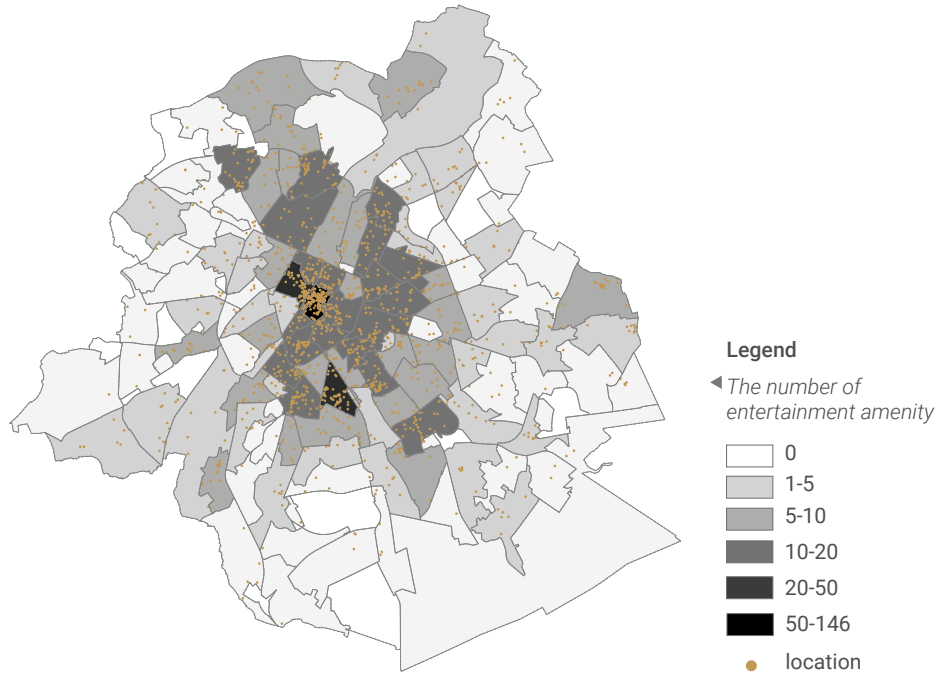 Legend
The number of
entertainment amenity
0
1-5
5-10
10-20
20-50
50-146
location